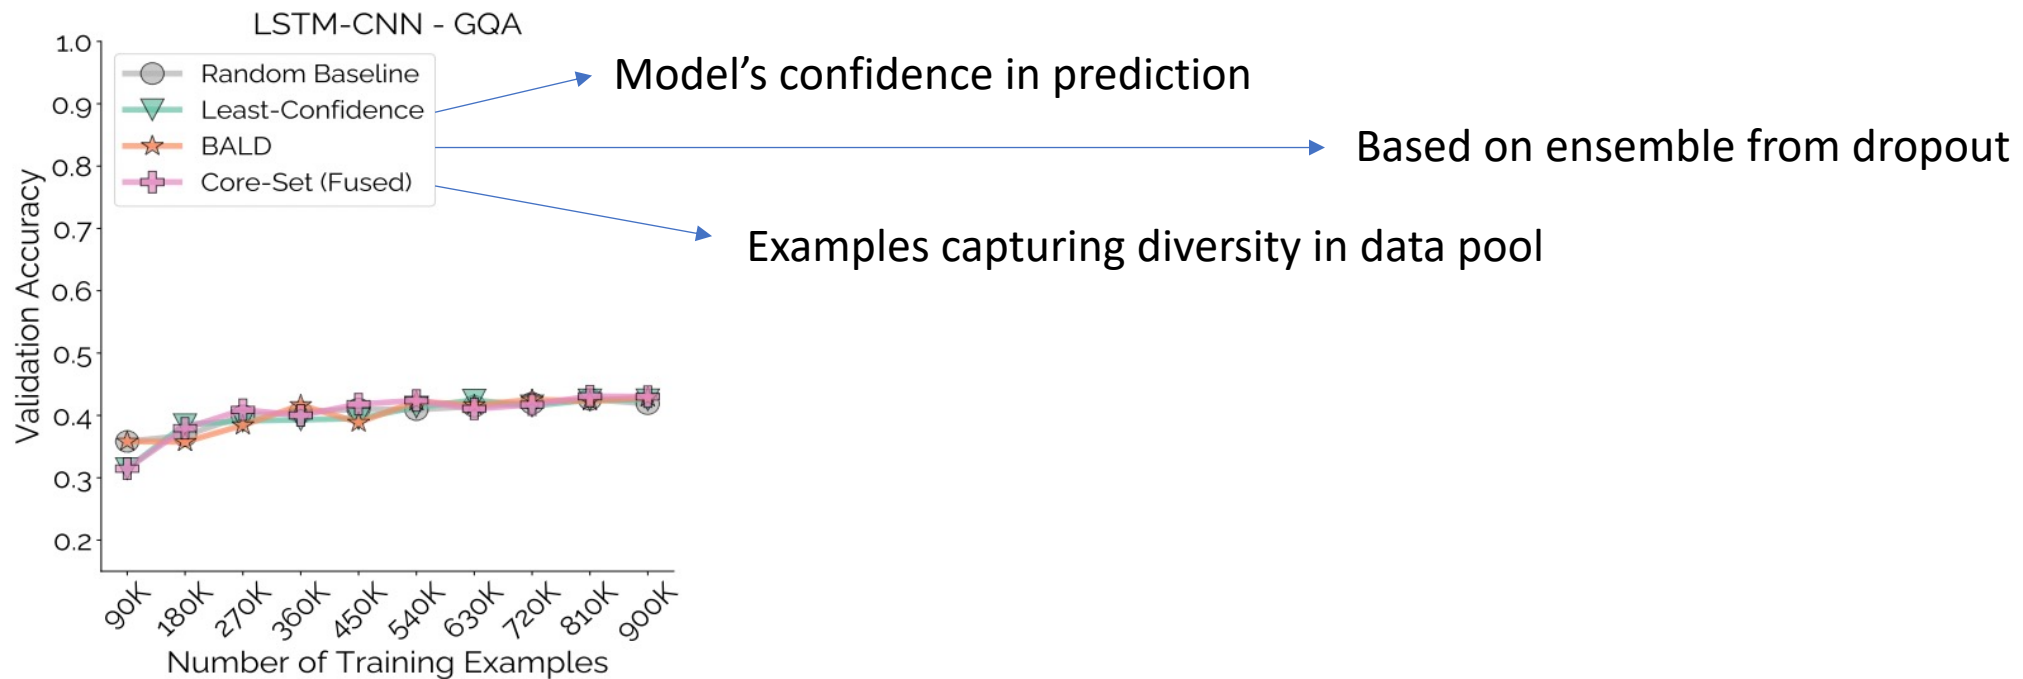 LSTM-CNN - GQA
1.0
0.9
0.8
0.7
0.6
0.5
0.4
0.3
0.2
Validation Accuracy
Random Baseline
Least-Confidence
BALD
Core-Set (Fused)
Model’s confidence in prediction
Based on ensemble from dropout
Examples capturing diversity in data pool
90K
180K
270K
360K
450K
540K
630K
720K
810K
900K
Number of Training Examples